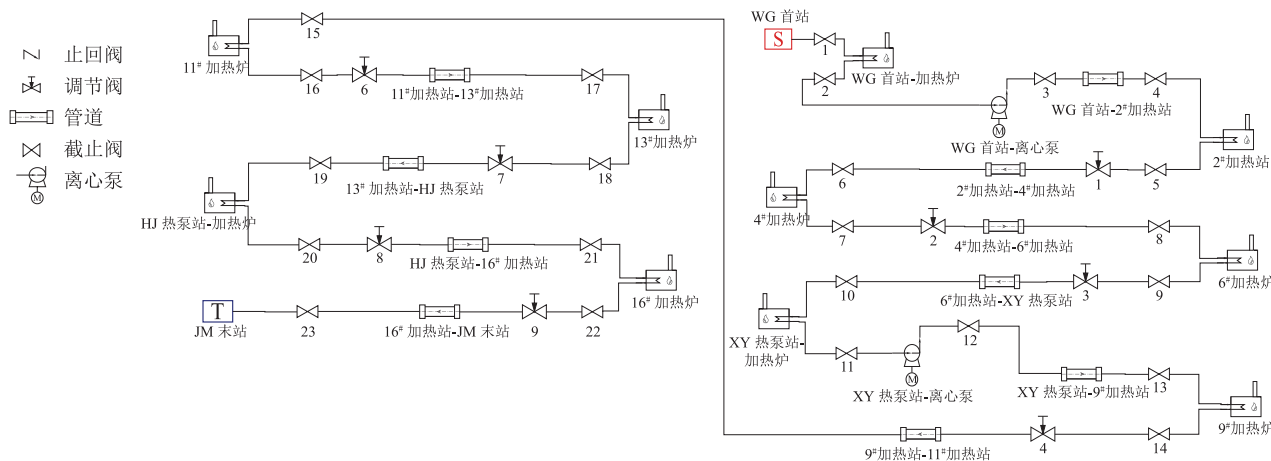 止回阀
调节阀
管道
截止阀
离心泵
M
15
11#加热炉
16
6
11#加热站-13#加热站
17
13#加热炉
19
13#加热站-HJ 热泵站
7
18
HJ 热泵站-加热炉
20
8
HJ 热泵站-16#加热站
21
16#加热炉
T
JM 末站
23
16#加热站-JM 末站
9
22
WG 首站
S
1
WG 首站-加热炉
2
3
4
WG 首站-2#加热站
M
WG 首站-离心泵
2#加热站
6
2#加热站-4#加热站
1
5
4#加热炉
7
2
4#加热站-6#加热站
8
6#加热炉
10
6#加热站-XY 热泵站
3
9
XY 热泵站-
加热炉
11
12
M
XY 热泵站-离心泵
XY 热泵站-9#加热站
13
9#加热炉
9#加热站-11#加热站
4
14